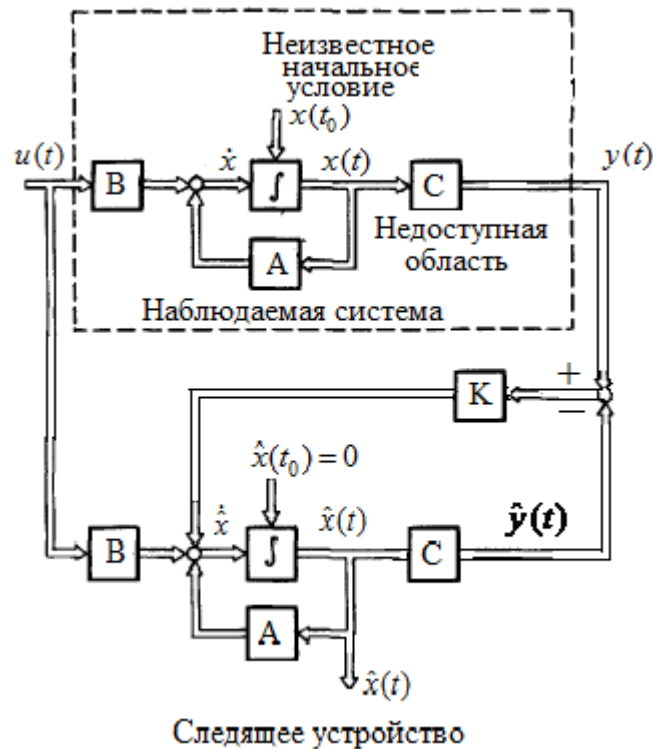 Неизвестное
начальное
условие
x(t₀)
u(t)
B
ẋ
∫
x(t)
C
y(t)
A
Недоступная
область
Наблюдаемая система
K
+
−
x̂(t₀) = 0
B
x̂̇
∫
x̂(t)
C
ŷ(t)
A
x̂(t)
Следящее устройство